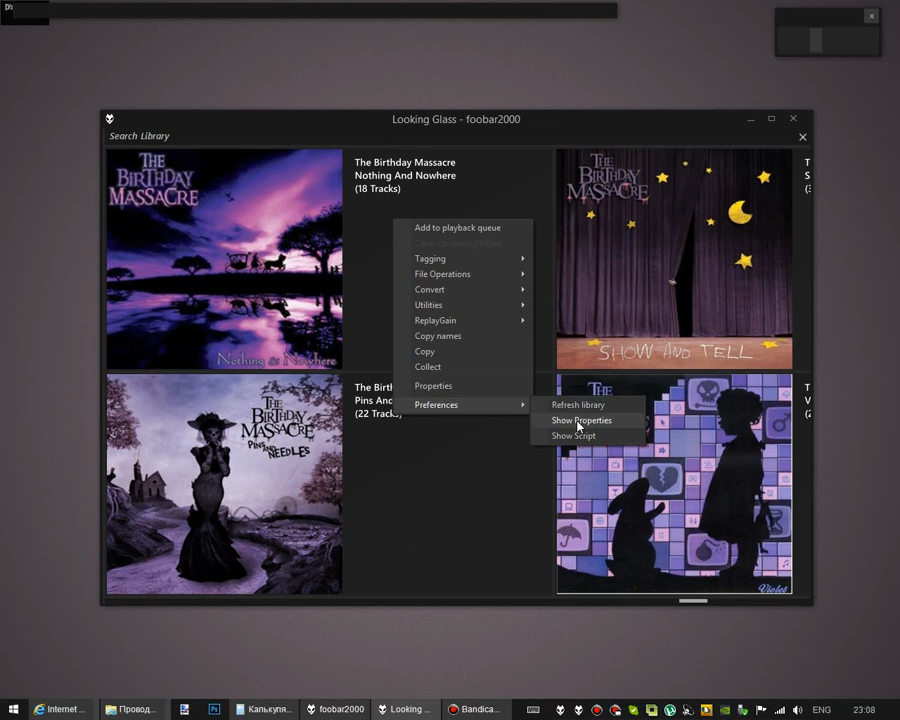 Looking Glass - foobar2000
Search Library
THE
BIRTHDAY
MASSACRE
Nothing & Nowhere
The Birthday Massacre
Nothing And Nowhere
(18 Tracks)
THE
BIRTHDAY
MASSACRE
SHOW AND TELL
T
S
(3
Add to playback queue
Tagging
File Operations
Convert
Utilities
ReplayGain
Copy names
Copy
Collect
Properties
Preferences
Refresh library
Show Properties
Show Script
THE
BIRTHDAY
MASSACRE
PINS AND
NEEDLES
The Birth
Pins And
(22 Tracks)
THE
Violet
T
V
(2
Internet ...
Провод...
Калькуля...
foobar2000
Looking ...
Bandica...
ENG
23:08